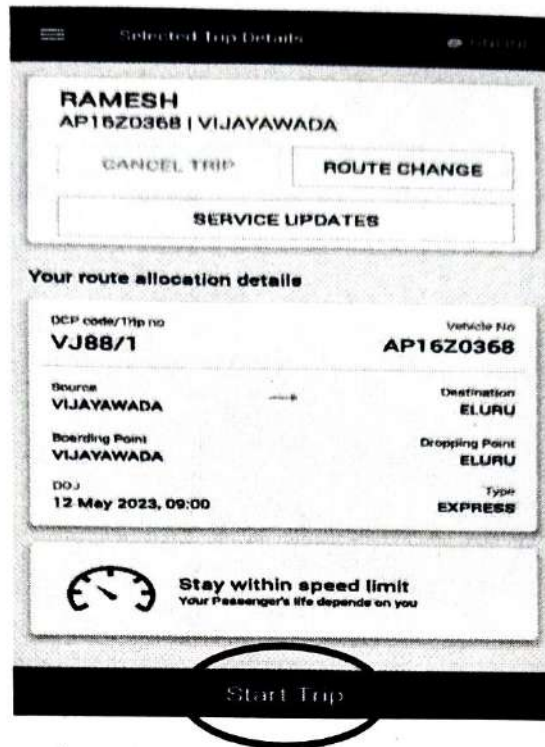 Selected Trip Details
ONLINE
RAMESH
AP16Z0368 | VIJAYAWADA
CANCEL TRIP
ROUTE CHANGE
SERVICE UPDATES
Your route allocation details
DCP code/Trip no
Vehicle No
VJ88/1
AP16Z0368
Source
Destination
VIJAYAWADA
ELURU
Boarding Point
Dropping Point
VIJAYAWADA
ELURU
DOJ
Type
12 May 2023, 09:00
EXPRESS
Stay within speed limit
Your Passenger's life depends on you
Start Trip